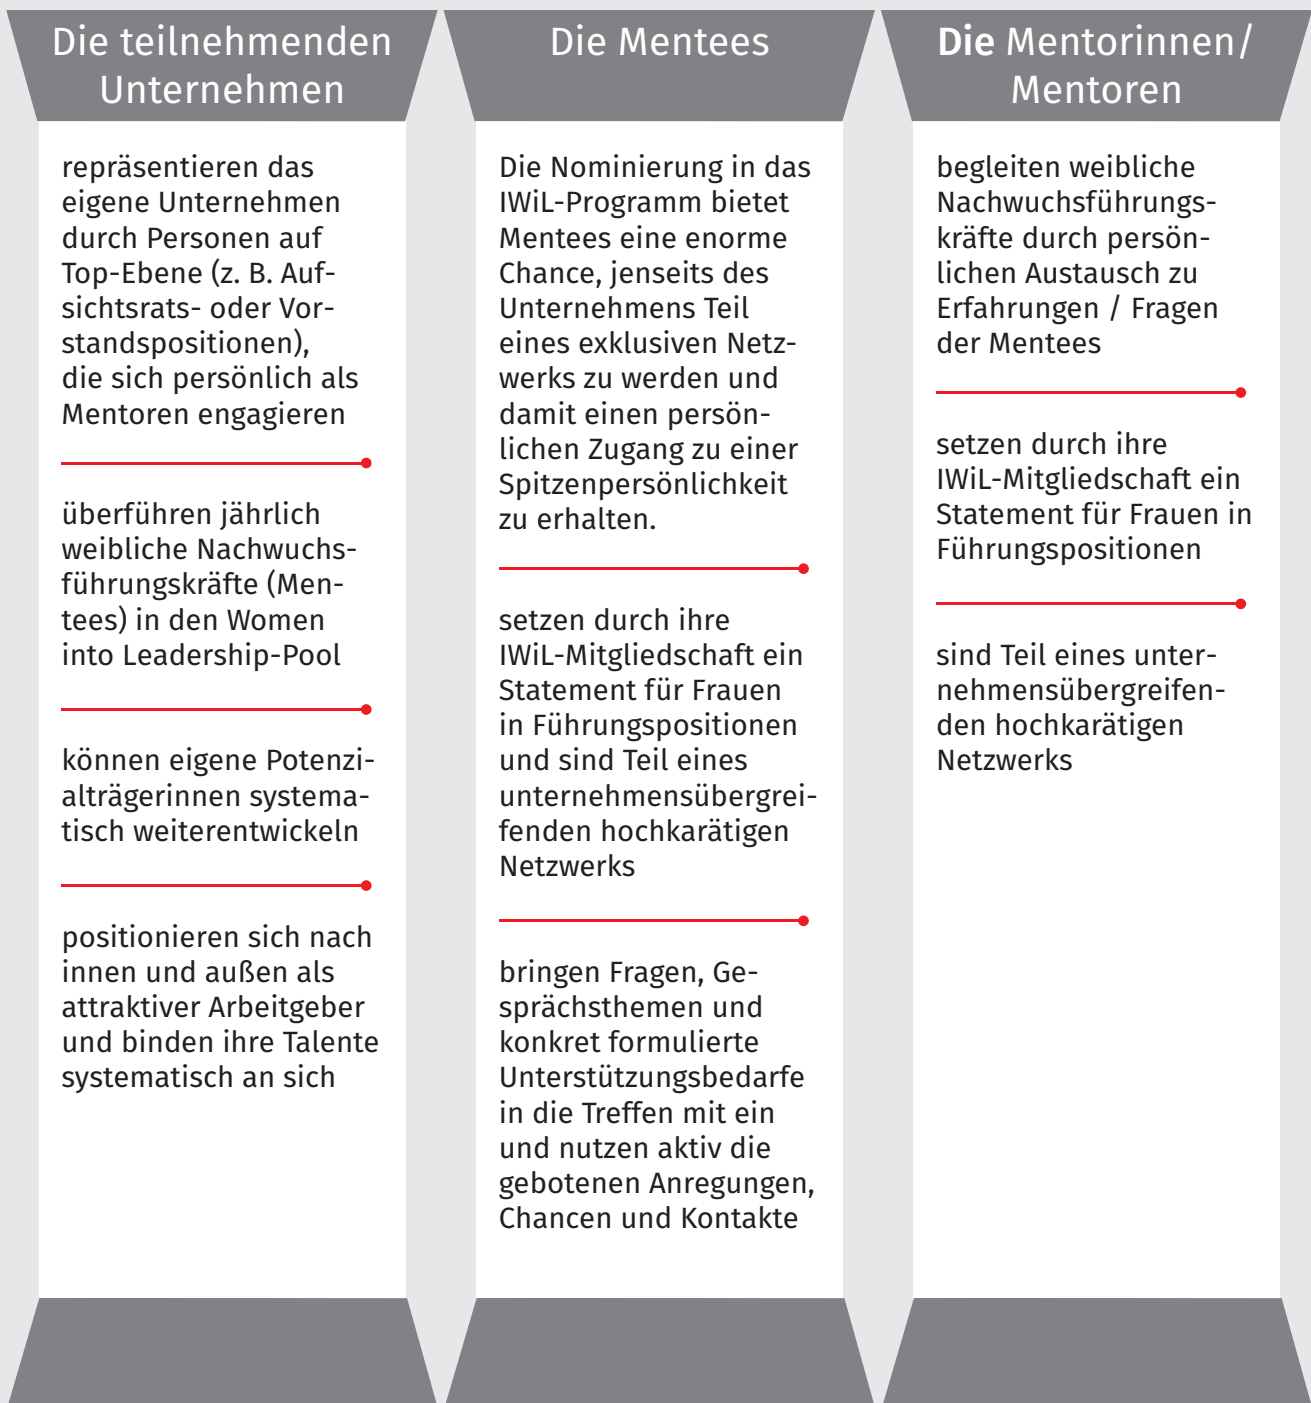 Die teilnehmenden
Unternehmen
repräsentieren das
eigene Unternehmen
durch Personen auf
Top-Ebene (z. B. Auf-
sichtsrats- oder Vor-
standspositionen),
die sich persönlich als
Mentoren engagieren
überführen jährlich
weibliche Nachwuchs-
führungskräfte (Men-
tees) in den Women
into Leadership-Pool
können eigene Potenzi-
alträgerinnen systema-
tisch weiterentwickeln
positionieren sich nach
innen und außen als
attraktiver Arbeitgeber
und binden ihre Talente
systematisch an sich
Die Mentees
Die Nominierung in das
IWiL-Programm bietet
Mentees eine enorme
Chance, jenseits des
Unternehmens Teil
eines exklusiven Netz-
werks zu werden und
damit einen persön-
lichen Zugang zu einer
Spitzenpersönlichkeit
zu erhalten.
setzen durch ihre
IWiL-Mitgliedschaft ein
Statement für Frauen
in Führungspositionen
und sind Teil eines
unternehmensübergrei-
fenden hochkarätigen
Netzwerks
bringen Fragen, Ge-
sprächsthemen und
konkret formulierte
Unterstützungsbedarfe
in die Treffen mit ein
und nutzen aktiv die
gebotenen Anregungen,
Chancen und Kontakte
Die Mentorinnen/
Mentoren
begleiten weibliche
Nachwuchsführungs-
kräfte durch persön-
lichen Austausch zu
Erfahrungen / Fragen
der Mentees
setzen durch ihre
IWiL-Mitgliedschaft ein
Statement für Frauen in
Führungspositionen
sind Teil eines unter-
nehmensübergreifen-
den hochkarätigen
Netzwerks